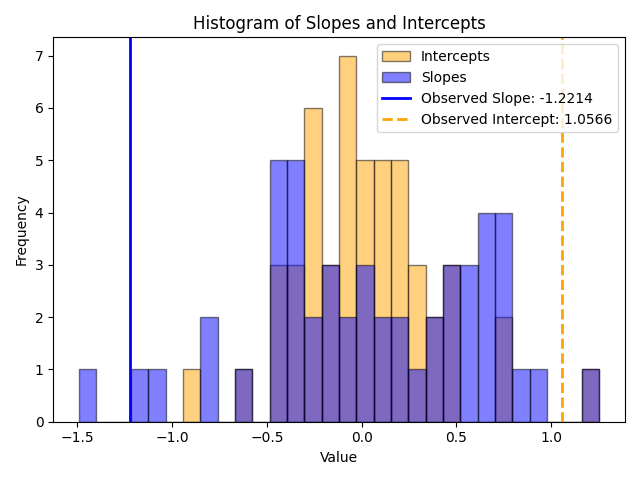 Histogram of Slopes and Intercepts
Intercepts
Slopes
Observed Slope: -1.2214
Observed Intercept: 1.0566
Frequency
7
6
5
4
3
2
1
0
−1.5
−1.0
−0.5
0.0
0.5
1.0
Value